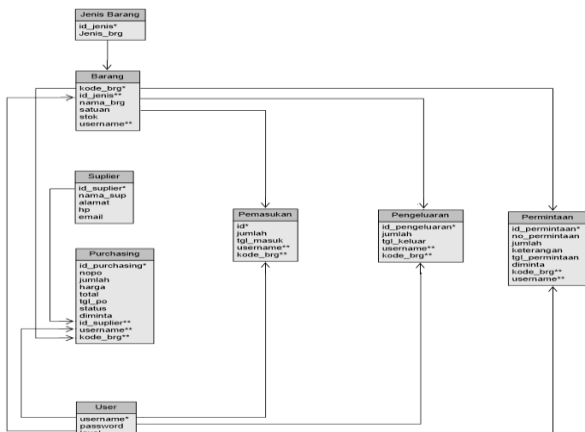 Jenis Barang
id_jenis*
Jenis_brg
Barang
kode_brg*
id_jenis**
nama_brg
satuan
stok
username**
Suplier
id_suplier*
nama_sup
alamat
hp
email
Purchasing
id_purchasing*
nopo
jumlah
harga
total
tgl_po
status
diminta
id_suplier**
username**
kode_brg**
Pemasukan
id*
jumlah
tgl_masuk
username**
kode_brg**
Pengeluaran
id_pengeluaran*
jumlah
tgl_keluar
username**
kode_brg**
Permintaan
id_permintaan*
no_permintaan
jumlah
keterangan
tgl_permintaan
diminta
kode_brg**
username**
User
username*
password